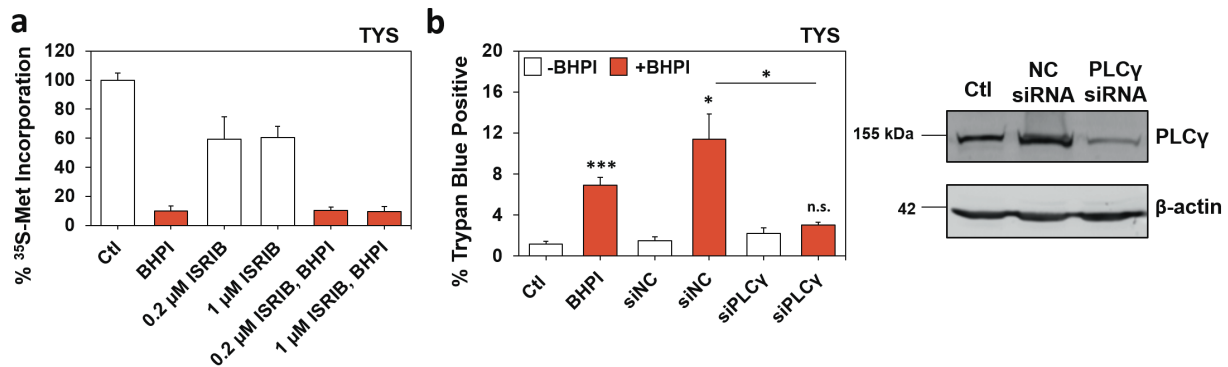 a
TYS
% ³⁵S-Met Incorporation
120
100
80
60
40
20
0
Ctl
BHPI
0.2 µM ISRIB
1 µM ISRIB
0.2 µM ISRIB, BHPI
1 µM ISRIB, BHPI
b
TYS
% Trypan Blue Positive
20
16
12
8
4
0
-BHPI +BHPI
***
*
*
n.s.
Ctl
BHPI
siNC
siNC
siPLCγ
siPLCγ
Ctl
NC
siRNA
PLCγ
siRNA
155 kDa
PLCγ
42
β-actin